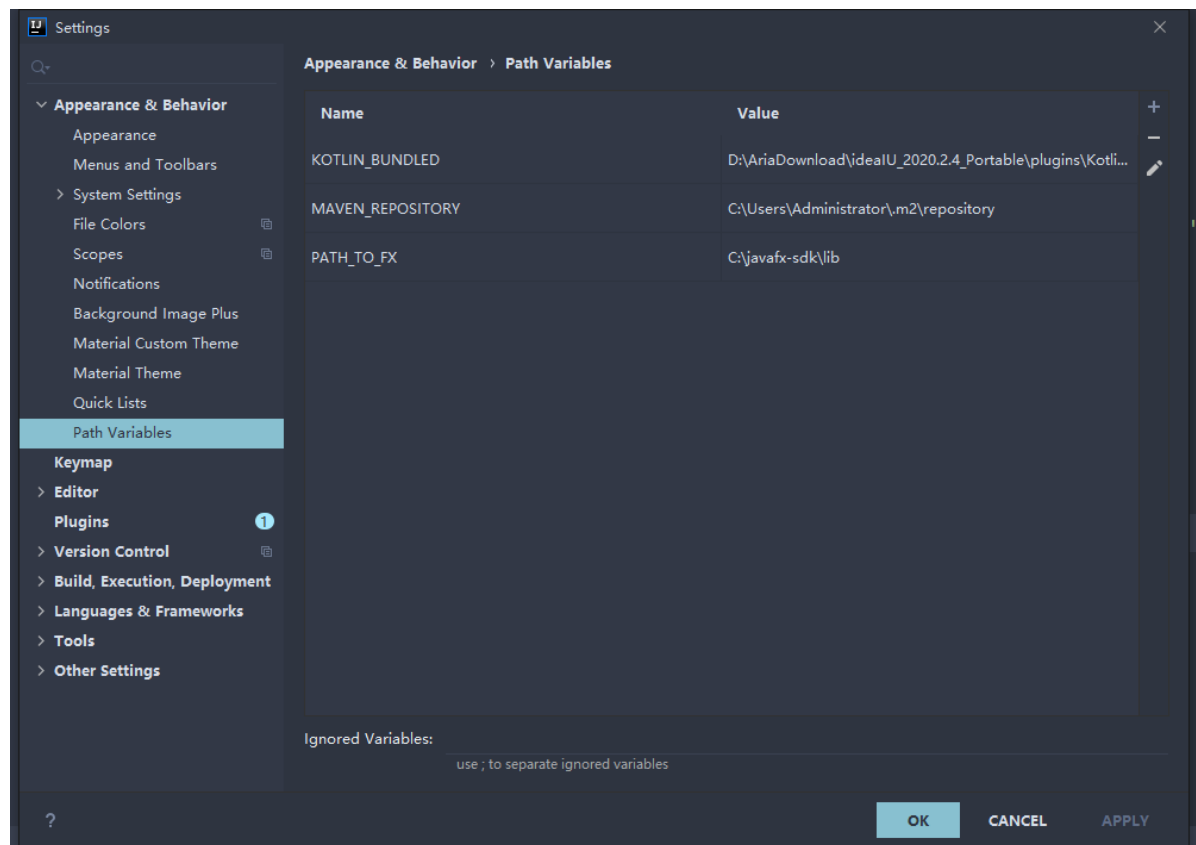 Settings
Appearance & Behavior
Appearance
Menus and Toolbars
System Settings
File Colors
Scopes
Notifications
Background Image Plus
Material Custom Theme
Material Theme
Quick Lists
Path Variables
Keymap
Editor
Plugins 1
Version Control
Build, Execution, Deployment
Languages & Frameworks
Tools
Other Settings
Appearance & Behavior › Path Variables
Name Value
KOTLIN_BUNDLED D:\AriaDownload\ideaIU_2020.2.4_Portable\plugins\Kotli...
MAVEN_REPOSITORY C:\Users\Administrator\.m2\repository
PATH_TO_FX C:\javafx-sdk\lib
Ignored Variables:
use ; to separate ignored variables
? OK CANCEL APPLY